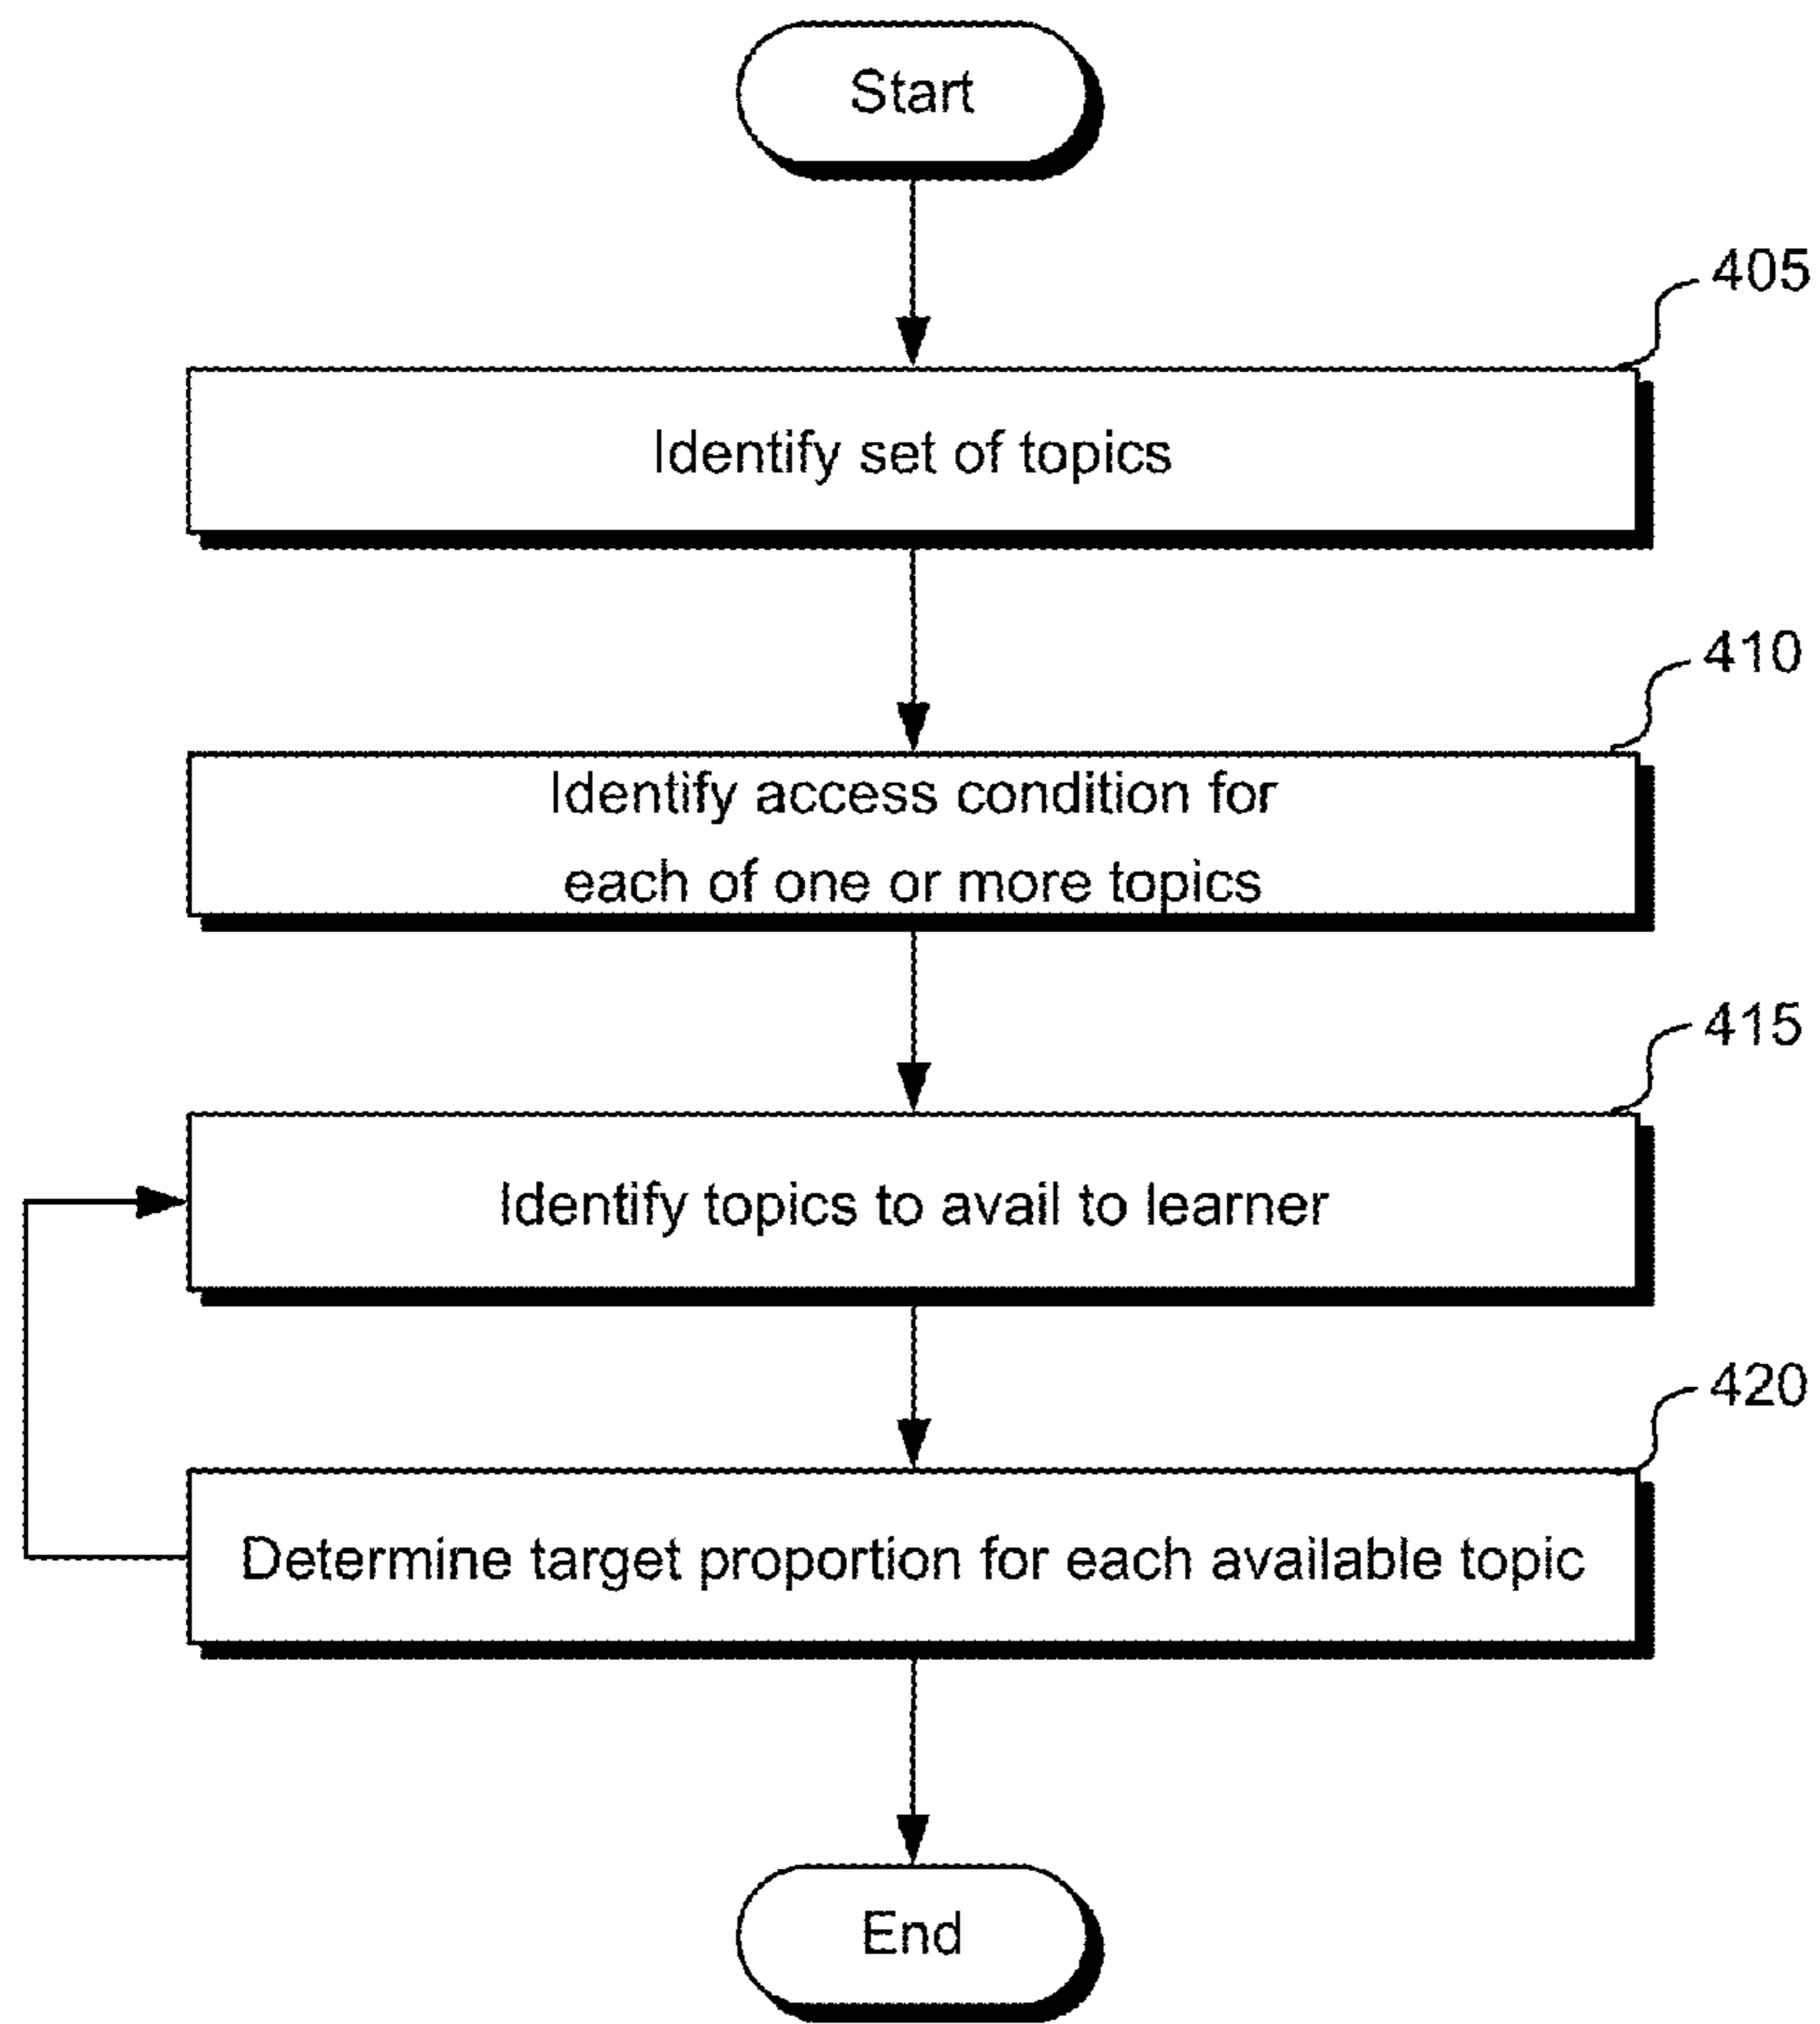 Start
405
Identify set of topics
410
Identify access condition for
each of one or more topics
415
Identify topics to avail to learner
420
Determine target proportion for each available topic
End